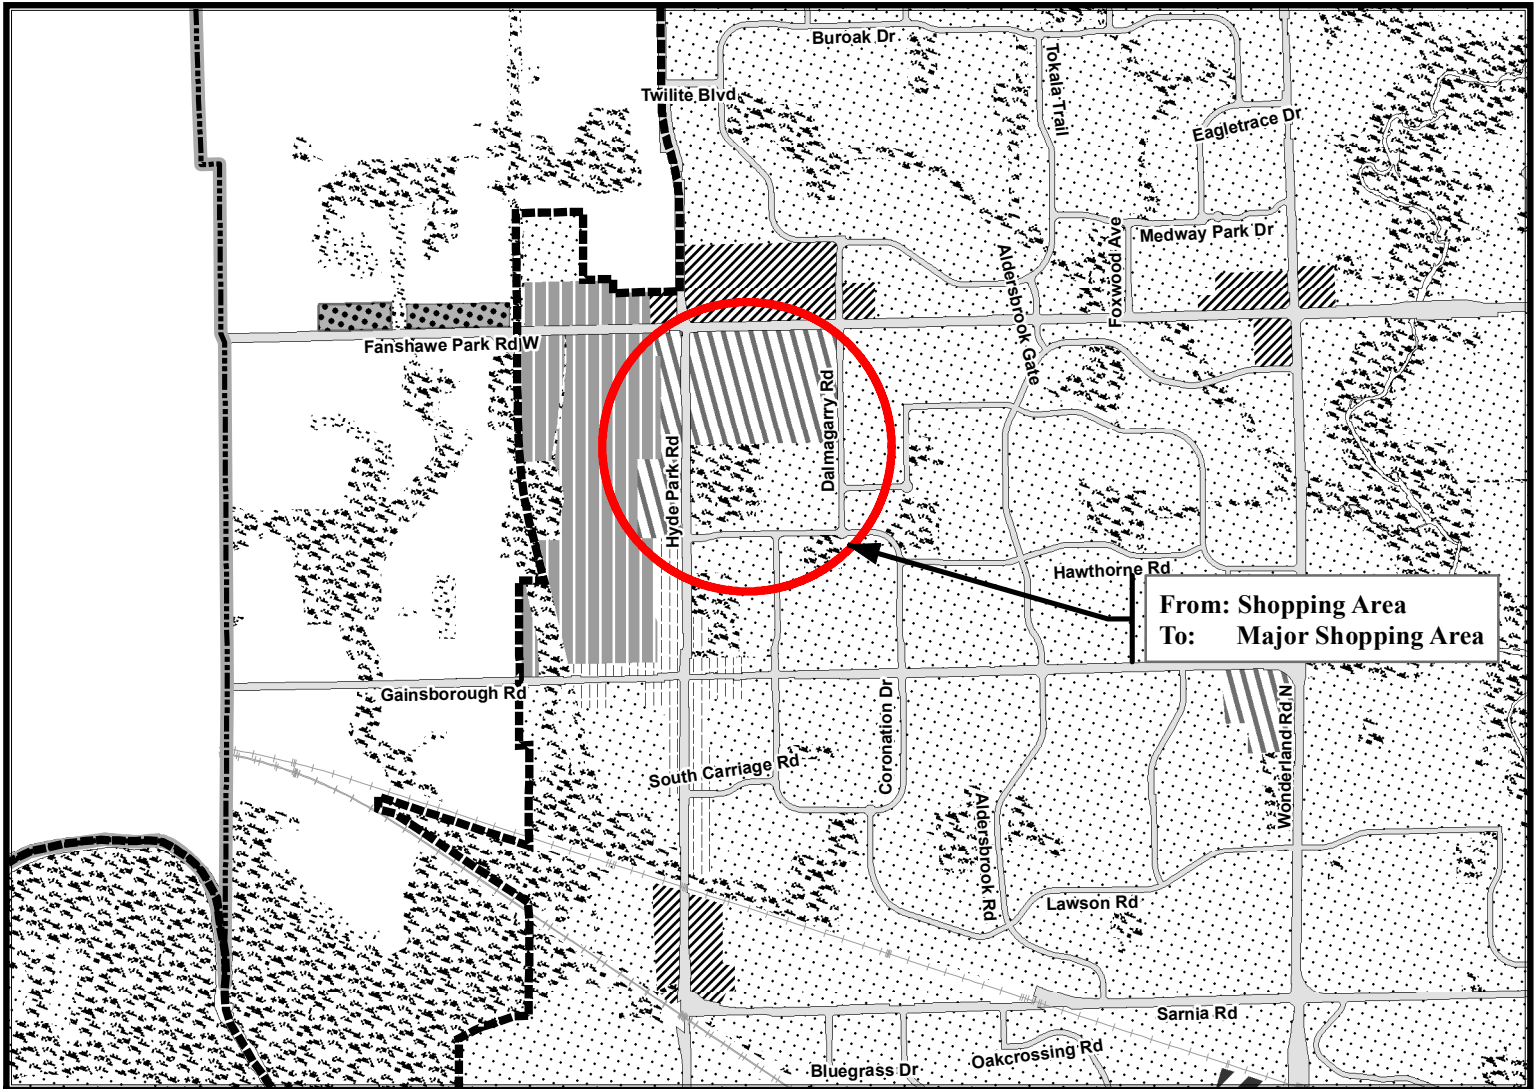 Buroak Dr
Twilite Blvd
Tokala Trail
Eagletrace Dr
Medway Park Dr
Foxwood Ave
Aldersbrook Gate
Fanshawe Park Rd W
Dalmagarry Rd
Hyde Park Rd
Hawthorne Rd
From: Shopping Area
To: Major Shopping Area
Gainsborough Rd
Coronation Dr
Wonderland Rd N
South Carriage Rd
Aldersbrook Rd
Lawson Rd
Sarnia Rd
Oakcrossing Rd
Bluegrass Dr